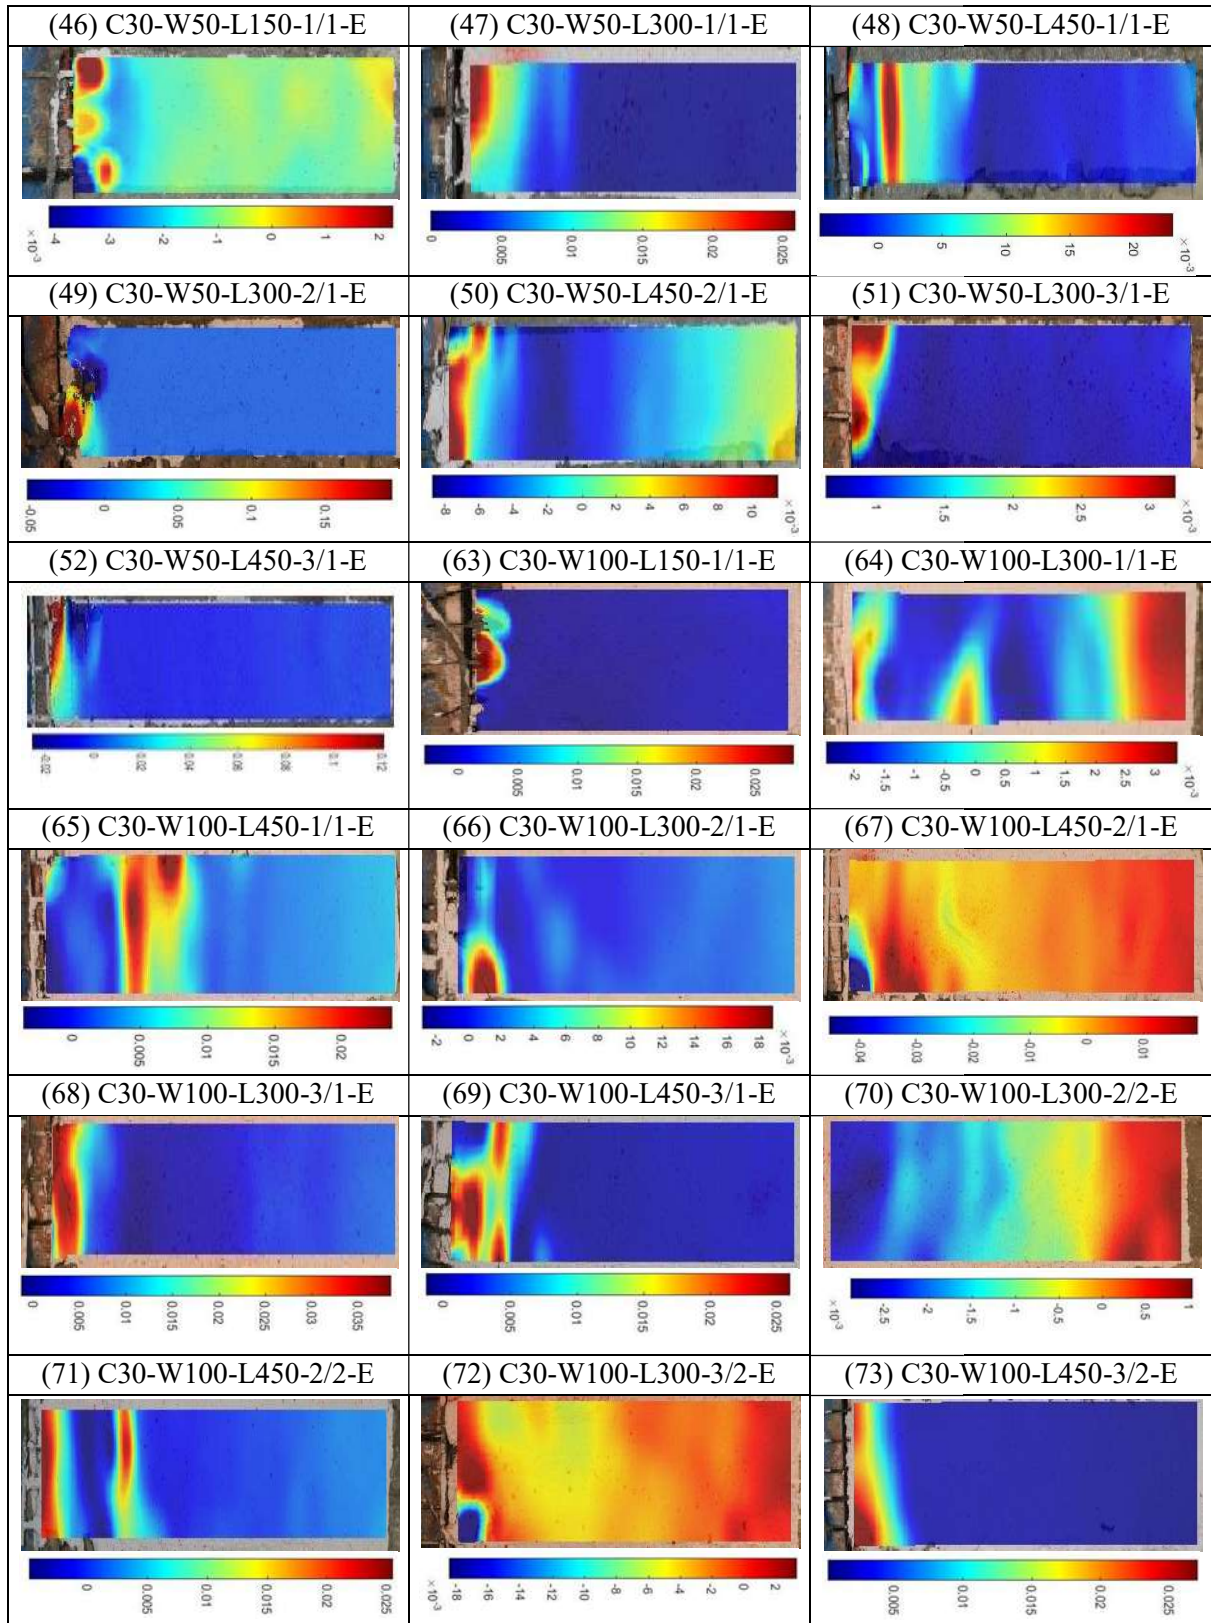 (46) C30-W50-L150-1/1-E (47) C30-W50-L300-1/1-E (48) C30-W50-L450-1/1-E
×10-3 -4 -3 -2 -1 0 1 2
0 0.005 0.01 0.015 0.02 0.025
0 5 10 15 20 ×10-3
(49) C30-W50-L300-2/1-E (50) C30-W50-L450-2/1-E (51) C30-W50-L300-3/1-E
-0.05 0 0.05 0.1 0.15
-8 -6 -4 -2 0 2 4 6 8 10 ×10-3
1 1.5 2 2.5 3 ×10-3
(52) C30-W50-L450-3/1-E (63) C30-W100-L150-1/1-E (64) C30-W100-L300-1/1-E
-0.02 0 0.02 0.04 0.06 0.08 0.1 0.12
0 0.005 0.01 0.015 0.02 0.025
-2 -1.5 -1 -0.5 0 0.5 1 1.5 2 2.5 3 ×10-3
(65) C30-W100-L450-1/1-E (66) C30-W100-L300-2/1-E (67) C30-W100-L450-2/1-E
0 0.005 0.01 0.015 0.02
-2 0 2 4 6 8 10 12 14 16 18 ×10-3
-0.04 -0.03 -0.02 -0.01 0 0.01
(68) C30-W100-L300-3/1-E (69) C30-W100-L450-3/1-E (70) C30-W100-L300-2/2-E
0 0.005 0.01 0.015 0.02 0.025 0.03 0.035
0 0.005 0.01 0.015 0.02 0.025
×10-3 -2.5 -2 -1.5 -1 -0.5 0 0.5 1
(71) C30-W100-L450-2/2-E (72) C30-W100-L300-3/2-E (73) C30-W100-L450-3/2-E
0 0.005 0.01 0.015 0.02 0.025
×10-3 -18 -16 -14 -12 -10 -8 -6 -4 -2 0 2
0.005 0.01 0.015 0.02 0.025